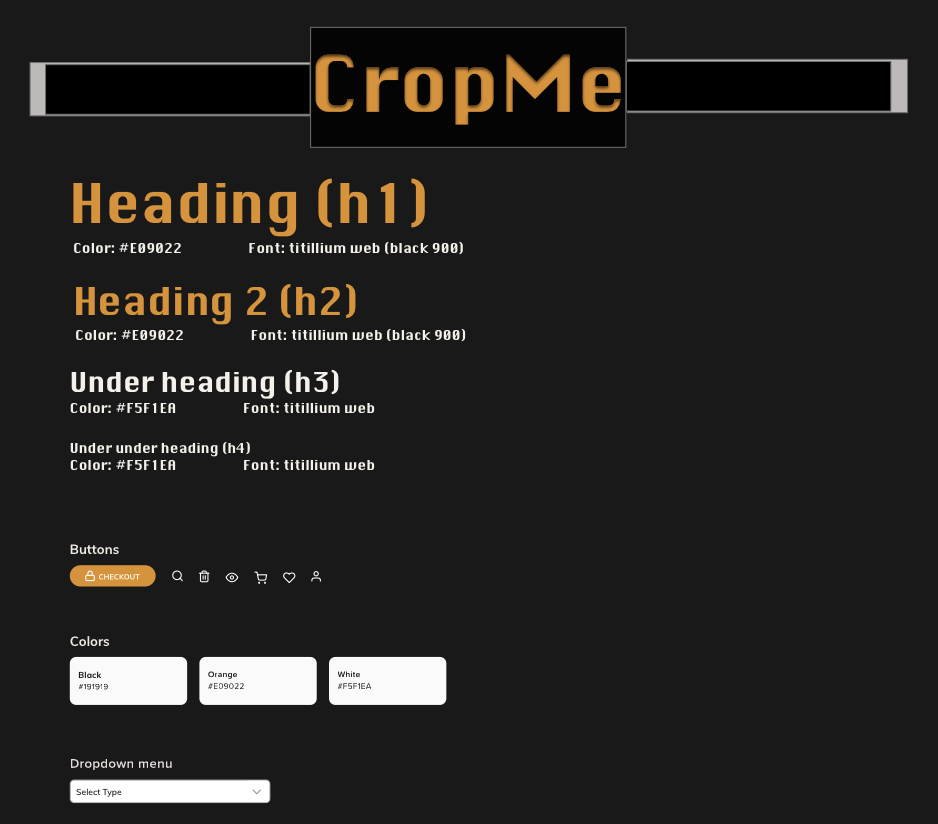 CropMe
Heading (h1)
Color: #E09022 Font: titillium web (black 900)
Heading 2 (h2)
Color: #E09022 Font: titillium web (black 900)
Under heading (h3)
Color: #F5F1EA Font: titillium web
Under under heading (h4)
Color: #F5F1EA Font: titillium web
Buttons
CHECKOUT
Colors
Black Orange White
#191919 #E09022 #F5F1EA
Dropdown menu
Select Type